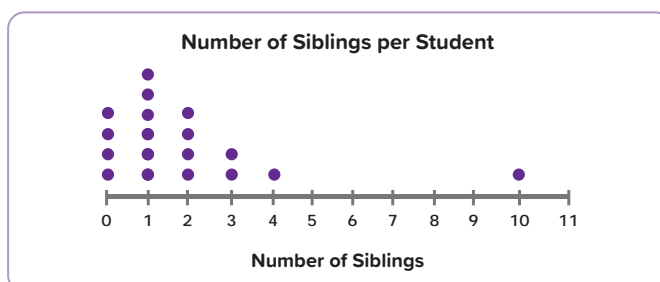 Number of Siblings per Student
0 1 2 3 4 5 6 7 8 9 10 11
Number of Siblings